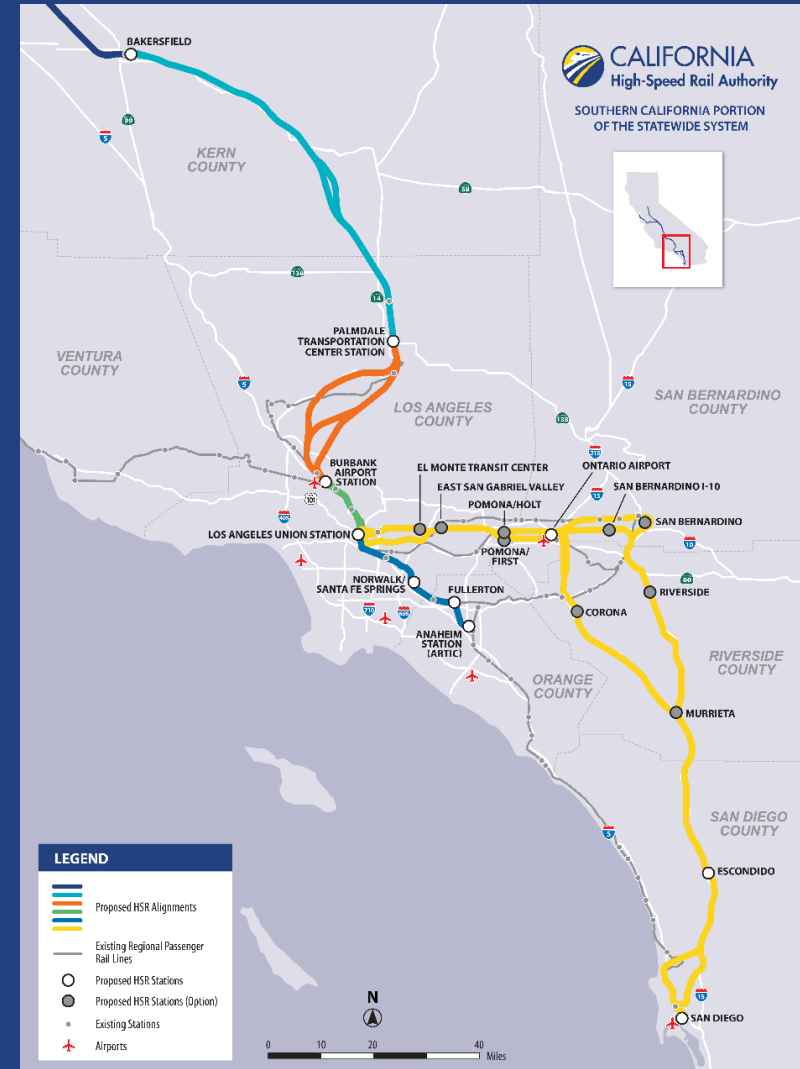 CALIFORNIA
High-Speed Rail Authority
SOUTHERN CALIFORNIA PORTION
OF THE STATEWIDE SYSTEM
BAKERSFIELD
99
5
KERN
COUNTY
58
138
14
PALMDALE
TRANSPORTATION
CENTER STATION
VENTURA
COUNTY
5
15
SAN BERNARDINO
COUNTY
LOS ANGELES
COUNTY
138
215
BURBANK
AIRPORT
STATION
EL MONTE TRANSIT CENTER
ONTARIO AIRPORT
EAST SAN GABRIEL VALLEY
SAN BERNARDINO I-10
15
POMONA/HOLT
101
405
SAN BERNARDINO
LOS ANGELES UNION STATION
10
POMONA/
FIRST
NORWALK/
SANTA FE SPRINGS
FULLERTON
60
RIVERSIDE
710
605
CORONA
ANAHEIM
STATION
(ARTIC)
RIVERSIDE
COUNTY
ORANGE
COUNTY
MURRIETA
SAN DIEGO
COUNTY
5
ESCONDIDO
15
SAN DIEGO
LEGEND
Proposed HSR Alignments
Existing Regional Passenger
Rail Lines
Proposed HSR Stations
Proposed HSR Stations (Option)
Existing Stations
Airports
N
0 10 20 40
Miles